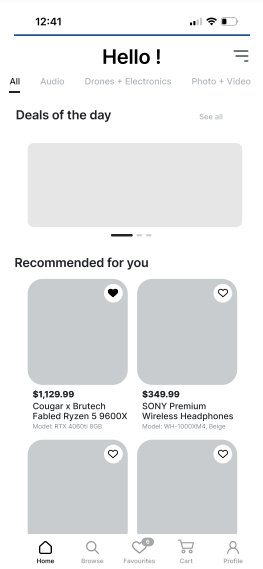 12:41
Hello !
All Audio Drones + Electronics Photo + Video
Deals of the day See all
Recommended for you
$1,129.99
Cougar x Brutech
Fabled Ryzen 5 9600X
Model: RTX 4060ti 8GB
$349.99
SONY Premium
Wireless Headphones
Model: WH-1000XM4, Beige
6
Home Browse Favourites Cart Profile